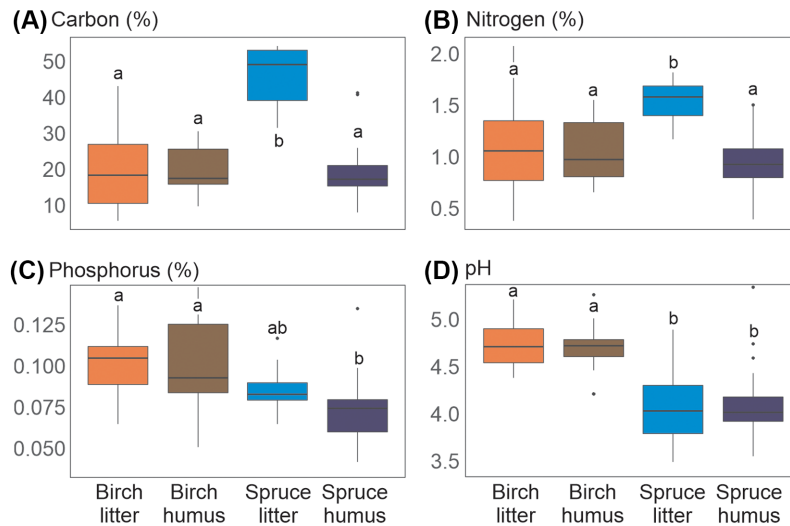 (A) Carbon (%)
50
40
30
20
10
a
a
b
a
(B) Nitrogen (%)
2.0
1.5
1.0
0.5
a
a
b
a
(C) Phosphorus (%)
0.125
0.100
0.075
0.050
a
a
ab
b
Birch
litter
Birch
humus
Spruce
litter
Spruce
humus
(D) pH
5.0
4.5
4.0
3.5
a
a
b
b
Birch
litter
Birch
humus
Spruce
litter
Spruce
humus